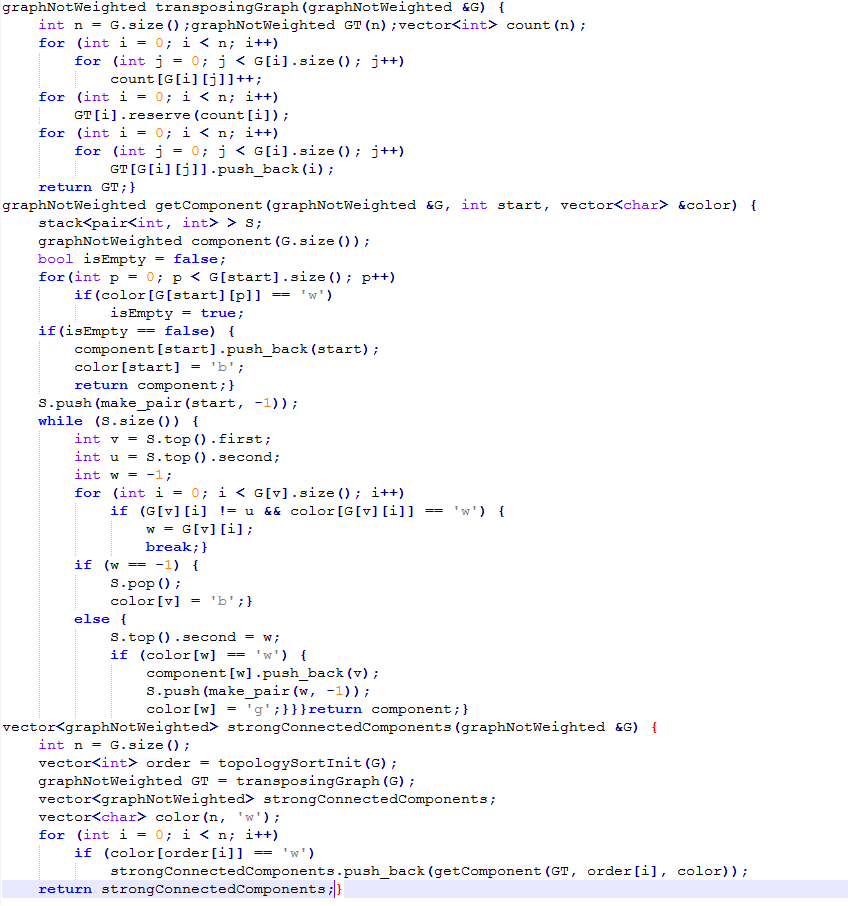 graphNotWeighted transposingGraph(graphNotWeighted &G) {
    int n = G.size();graphNotWeighted GT(n);vector<int> count(n);
    for (int i = 0; i < n; i++)
        for (int j = 0; j < G[i].size(); j++)
            count[G[i][j]]++;
    for (int i = 0; i < n; i++)
        GT[i].reserve(count[i]);
    for (int i = 0; i < n; i++)
        for (int j = 0; j < G[i].size(); j++)
            GT[G[i][j]].push_back(i);
    return GT;}
graphNotWeighted getComponent(graphNotWeighted &G, int start, vector<char> &color) {
    stack<pair<int, int> > S;
    graphNotWeighted component(G.size());
    bool isEmpty = false;
    for(int p = 0; p < G[start].size(); p++)
        if(color[G[start][p]] == 'w')
            isEmpty = true;
    if(isEmpty == false) {
        component[start].push_back(start);
        color[start] = 'b';
        return component;}
    S.push(make_pair(start, -1));
    while (S.size()) {
        int v = S.top().first;
        int u = S.top().second;
        int w = -1;
        for (int i = 0; i < G[v].size(); i++)
            if (G[v][i] != u && color[G[v][i]] == 'w') {
                w = G[v][i];
                break;}
        if (w == -1) {
            S.pop();
            color[v] = 'b';}
        else {
            S.top().second = w;
            if (color[w] == 'w') {
                component[w].push_back(v);
                S.push(make_pair(w, -1));
                color[w] = 'g';}}}return component;}
vector<graphNotWeighted> strongConnectedComponents(graphNotWeighted &G) {
    int n = G.size();
    vector<int> order = topologySortInit(G);
    graphNotWeighted GT = transposingGraph(G);
    vector<graphNotWeighted> strongConnectedComponents;
    vector<char> color(n, 'w');
    for (int i = 0; i < n; i++)
        if (color[order[i]] == 'w')
            strongConnectedComponents.push_back(getComponent(GT, order[i], color));
    return strongConnectedComponents;}